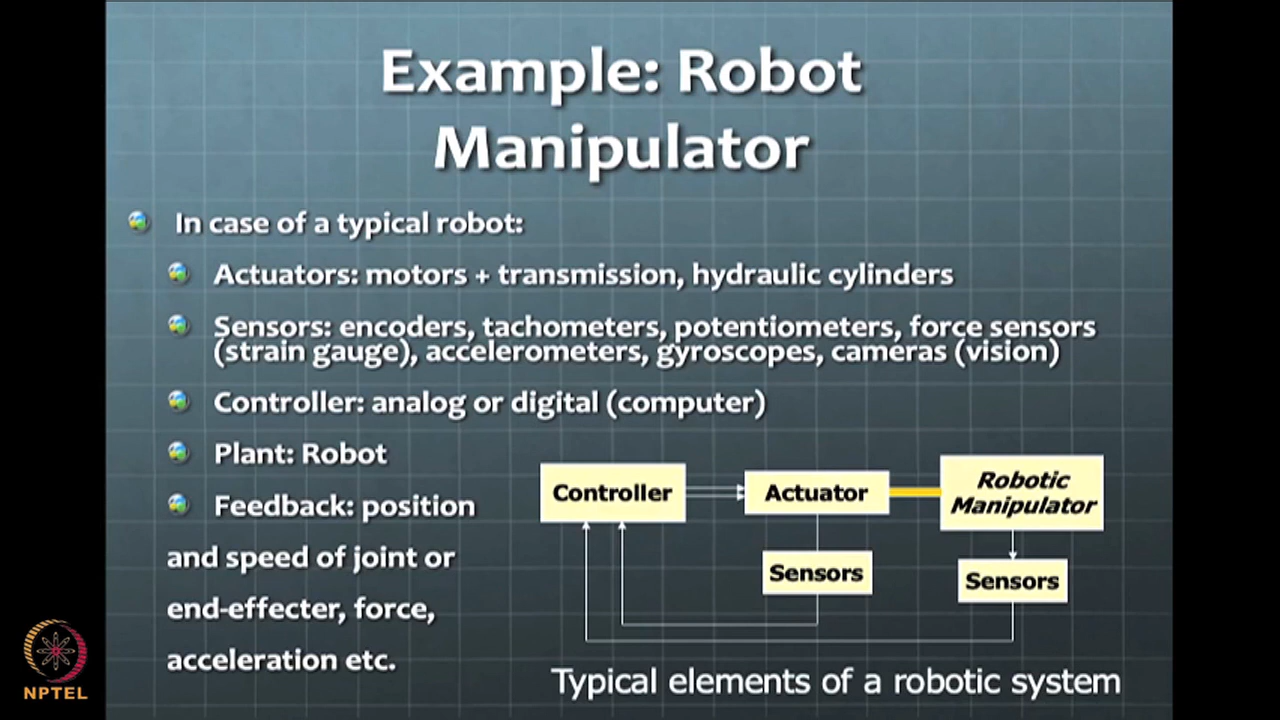 Example: Robot
Manipulator
In case of a typical robot:
Actuators: motors + transmission, hydraulic cylinders
Sensors: encoders, tachometers, potentiometers, force sensors
(strain gauge), accelerometers, gyroscopes, cameras (vision)
Controller: analog or digital (computer)
Plant: Robot
Feedback: position
and speed of joint or
end-effecter, force,
acceleration etc.
Controller
Actuator
Robotic
Manipulator
Sensors
Sensors
Typical elements of a robotic system
NPTEL